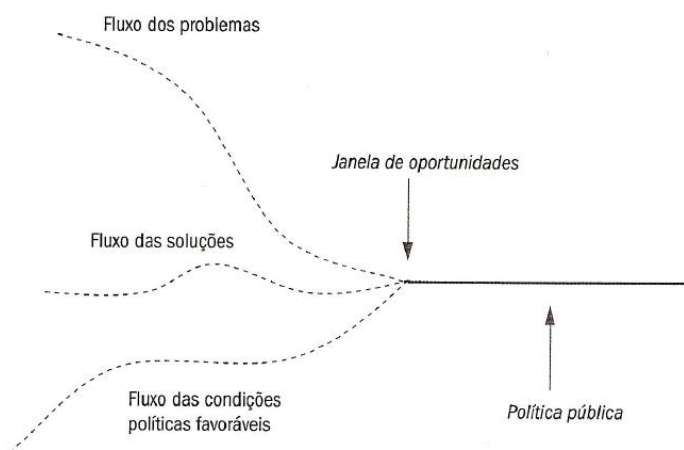 Fluxo dos problemas
Janela de oportunidades
Fluxo das soluções
Fluxo das condições
políticas favoráveis
Política pública